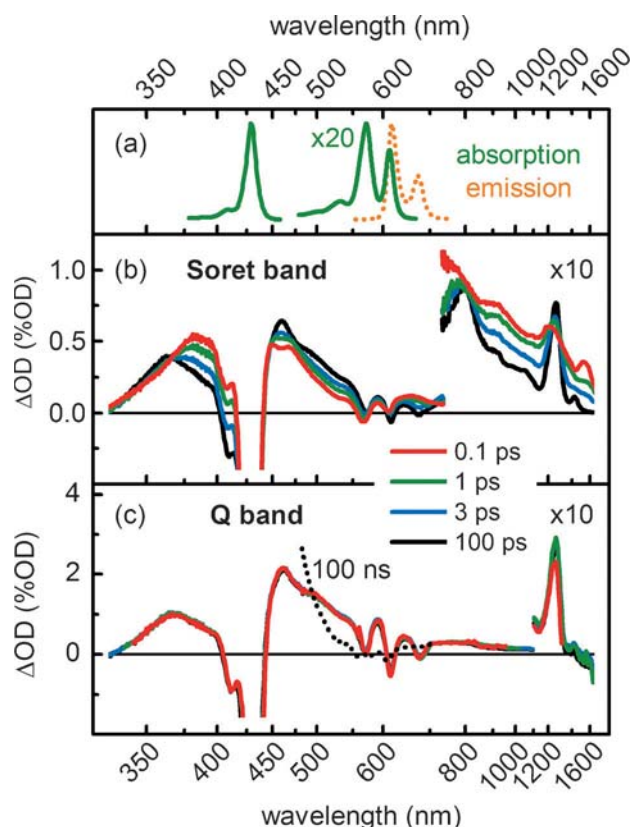 wavelength (nm)
350 400 450 500 600 800 1000 1200 1600
(a) x20 absorption
emission
(b) Soret band x10
1.0
0.5
0.0
ΔOD (%OD)
0.1 ps
1 ps
3 ps
100 ps
(c) Q band x10
100 ns
4
2
0
ΔOD (%OD)
350 400 450 500 600 800 1000 1200 1600
wavelength (nm)